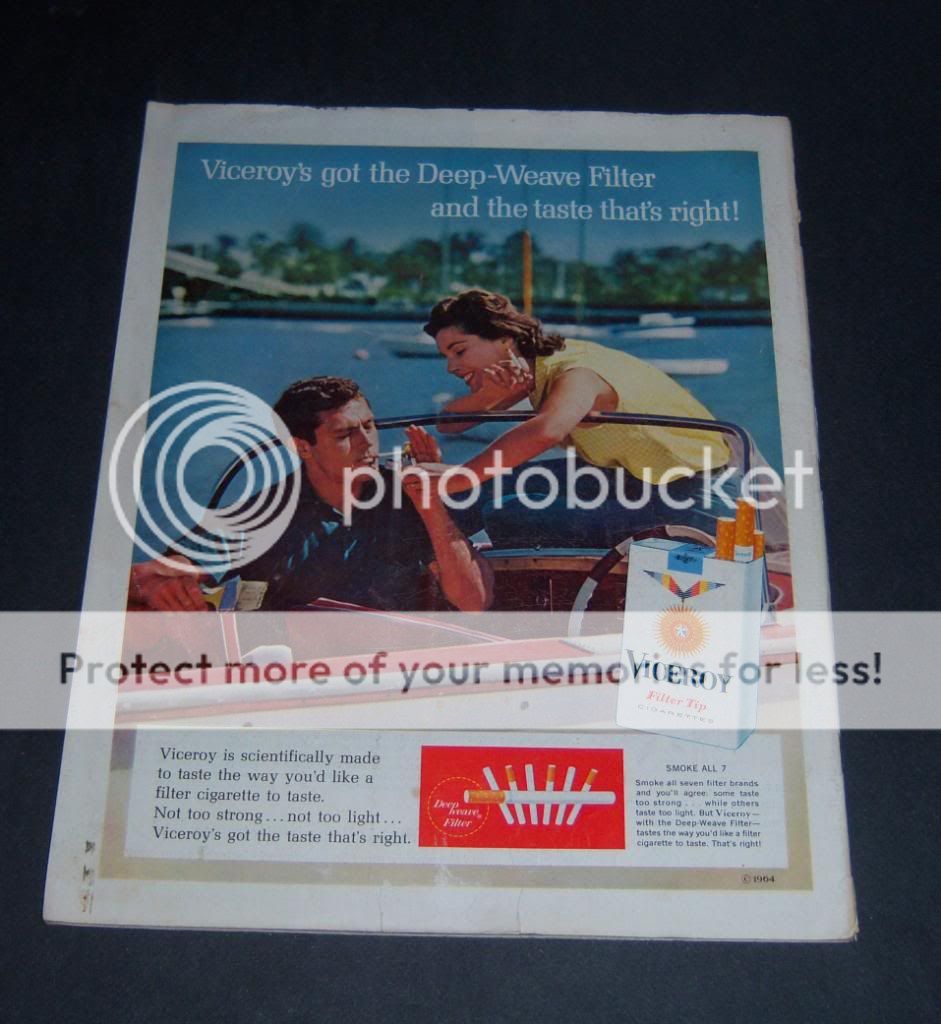 Viceroy's got the Deep-Weave Filter
and the taste that's right!
photobucket
Protect more of your memories for less!
VICEROY
Filter Tip
CIGARETTES
Viceroy is scientifically made
to taste the way you'd like a
filter cigarette to taste.
Not too strong...not too light...
Viceroy's got the taste that's right.
Deep
Weave®
Filter
SMOKE ALL 7
Smoke all seven filter brands
and you'll agree: some taste
too strong . . . while others
taste too light. But Viceroy—
with the Deep-Weave Filter—
tastes the way you'd like a filter
cigarette to taste. That's right!
©1964